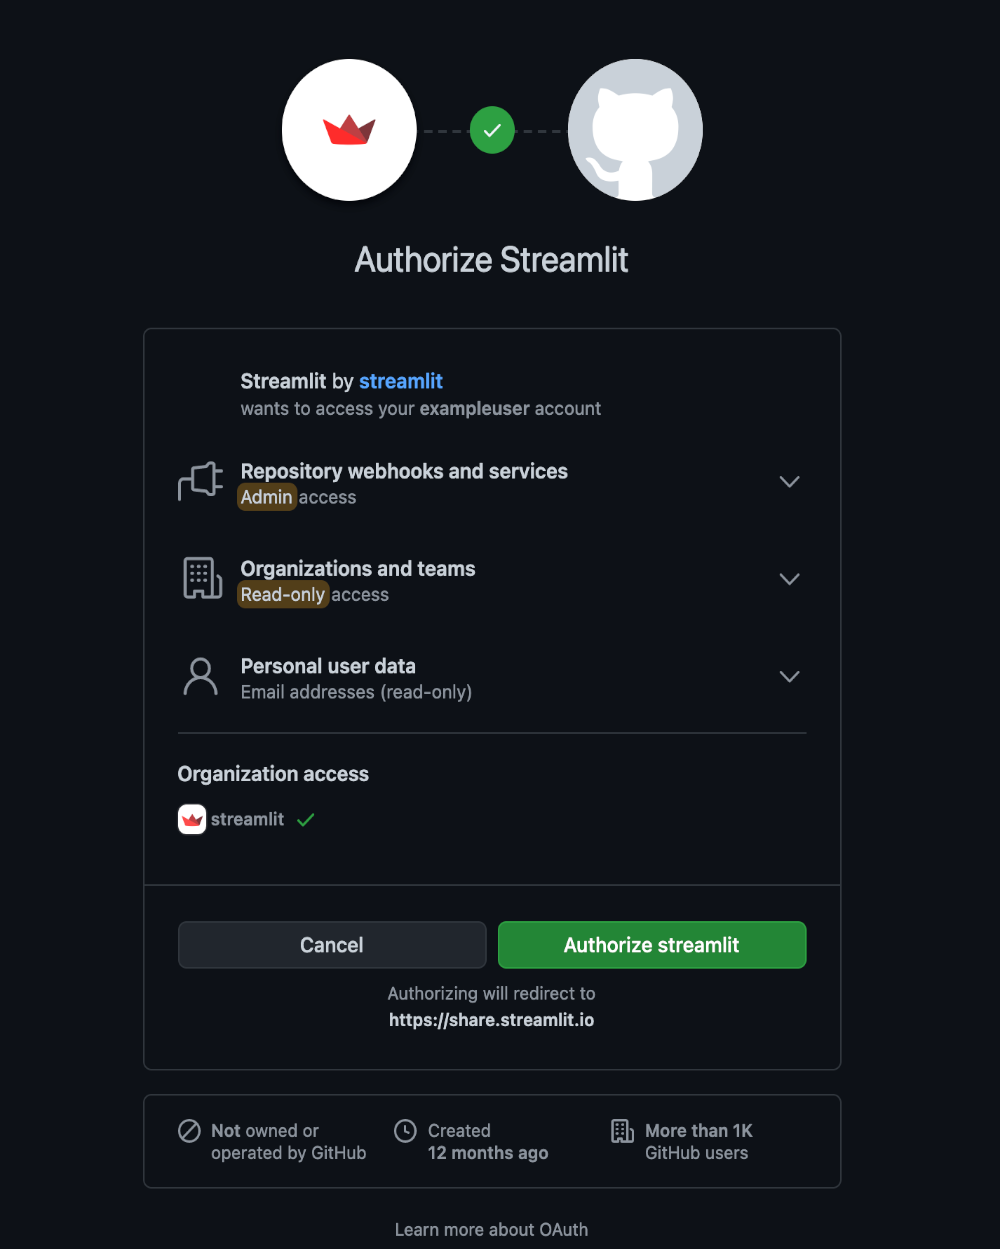 Authorize Streamlit
Streamlit by streamlit
wants to access your exampleuser account
Repository webhooks and services
Admin access
Organizations and teams
Read-only access
Personal user data
Email addresses (read-only)
Organization access
streamlit
Cancel
Authorize streamlit
Authorizing will redirect to
https://share.streamlit.io
Not owned or
operated by GitHub
Created
12 months ago
More than 1K
GitHub users
Learn more about OAuth